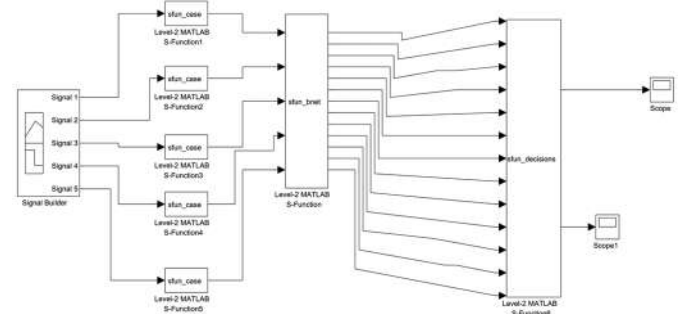 sfun_case
Level-2 MATLAB
S-Function1
sfun_case
Level-2 MATLAB
S-Function2
Signal 1
Signal 2
Signal 3
Signal 4
Signal 5
Signal Builder
sfun_case
Level-2 MATLAB
S-Function3
sfun_case
Level-2 MATLAB
S-Function4
sfun_case
Level-2 MATLAB
S-Function5
sfun_bnet
Level-2 MATLAB
S-Function
sfun_decisions
Level-2 MATLAB
Scope
Scope1